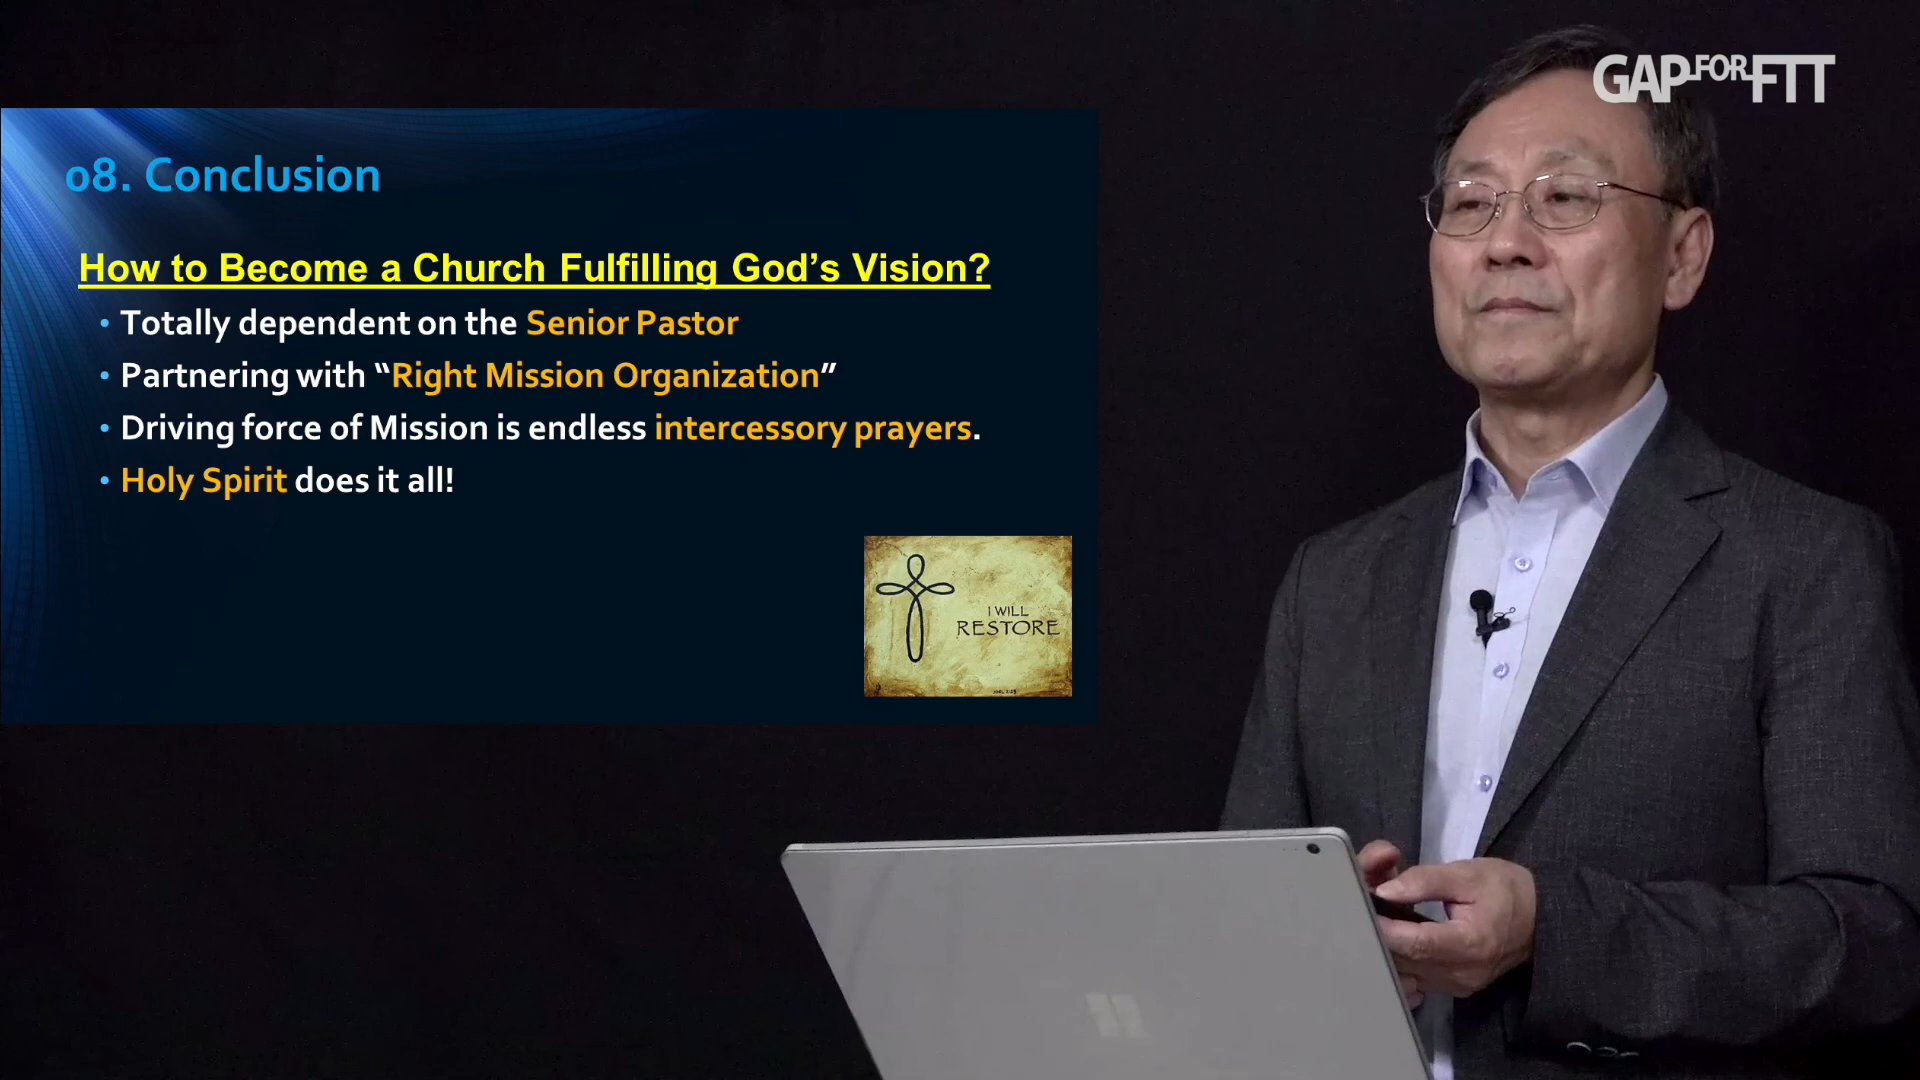 GAP FOR FTT
08. Conclusion
How to Become a Church Fulfilling God's Vision?
• Totally dependent on the Senior Pastor
• Partnering with “Right Mission Organization”
• Driving force of Mission is endless intercessory prayers.
• Holy Spirit does it all!
I WILL
RESTORE